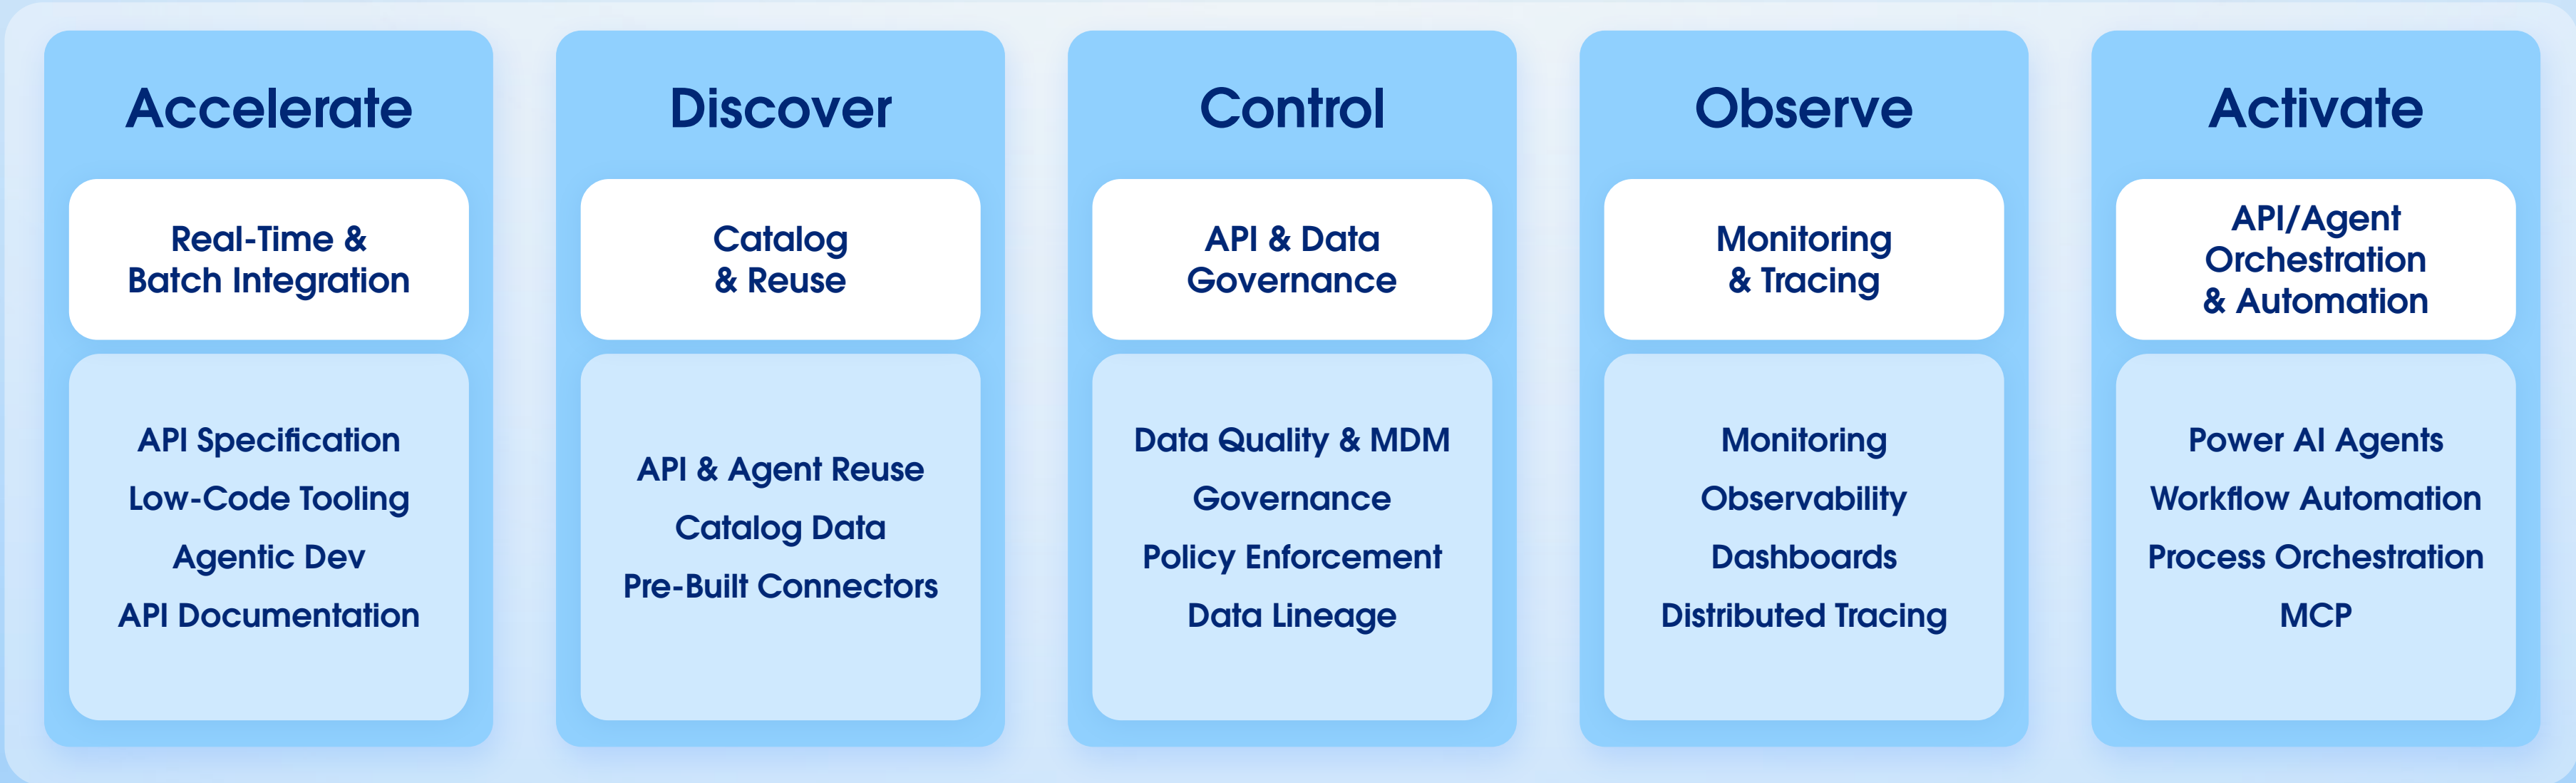 Accelerate
Real-Time &
Batch Integration
API Specification
Low-Code Tooling
Agentic Dev
API Documentation
Discover
Catalog
& Reuse
API & Agent Reuse
Catalog Data
Pre-Built Connectors
Control
API & Data
Governance
Data Quality & MDM
Governance
Policy Enforcement
Data Lineage
Observe
Monitoring
& Tracing
Monitoring
Observability
Dashboards
Distributed Tracing
Activate
API/Agent
Orchestration
& Automation
Power AI Agents
Workflow Automation
Process Orchestration
MCP